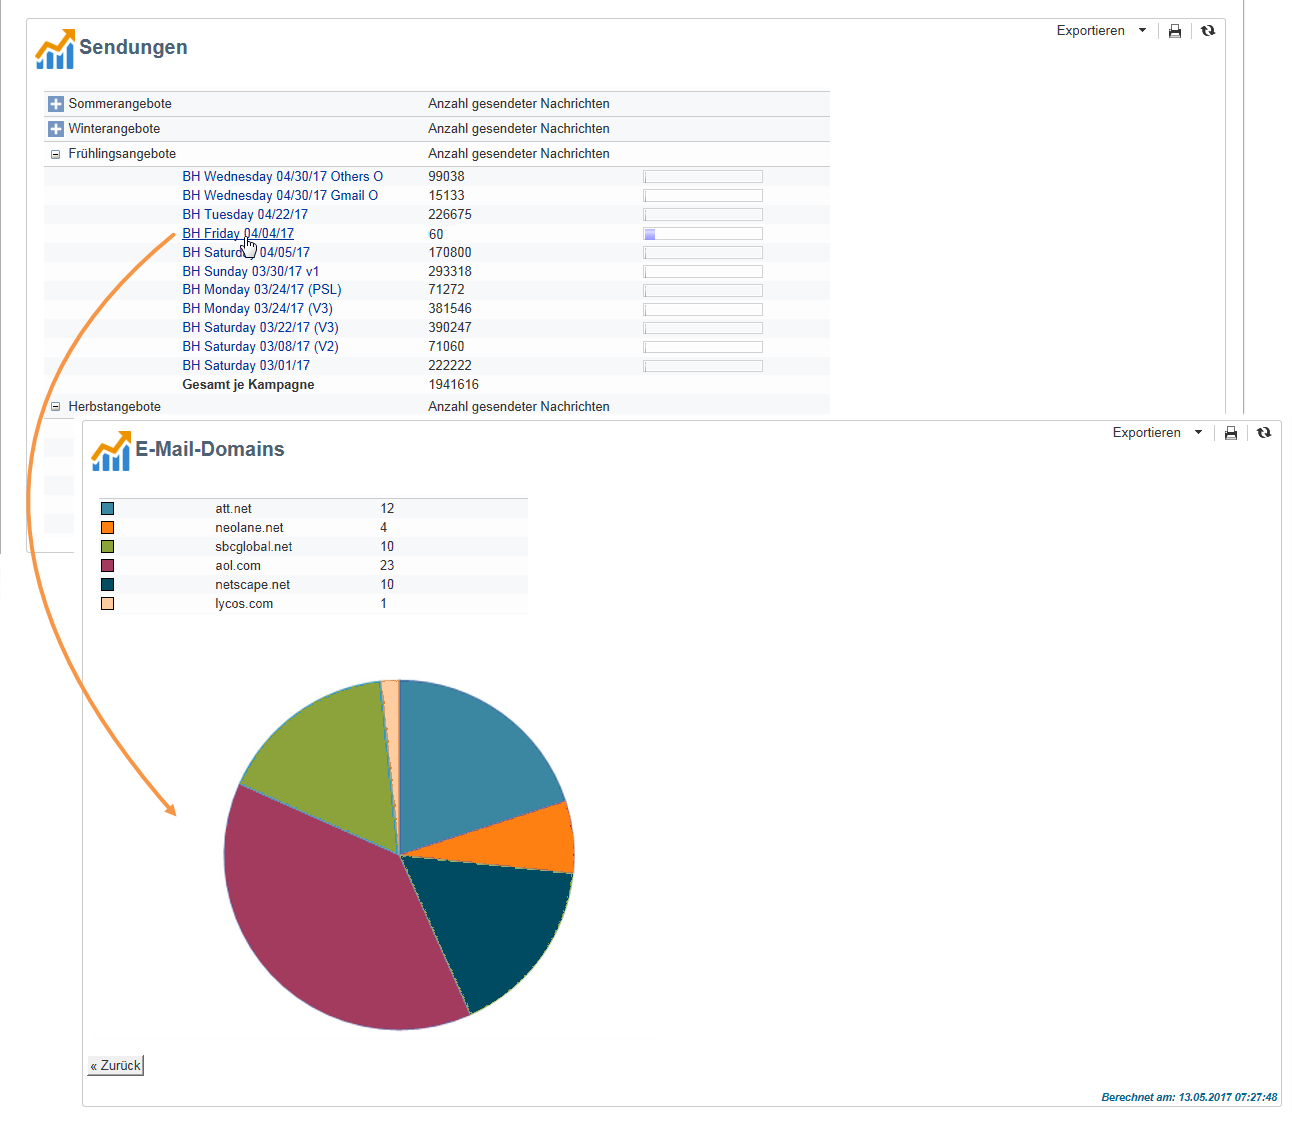 Exportieren
Sendungen
Sommerangebote Anzahl gesendeter Nachrichten
Winterangebote Anzahl gesendeter Nachrichten
Frühlingsangebote Anzahl gesendeter Nachrichten
BH Wednesday 04/30/17 Others O 99038
BH Wednesday 04/30/17 Gmail O 15133
BH Tuesday 04/22/17 226675
BH Friday 04/04/17 60
BH Saturday 04/05/17 170800
BH Sunday 03/30/17 v1 293318
BH Monday 03/24/17 (PSL) 71272
BH Monday 03/24/17 (V3) 381546
BH Saturday 03/22/17 (V3) 390247
BH Saturday 03/08/17 (V2) 71060
BH Saturday 03/01/17 222222
Gesamt je Kampagne 1941616
Herbstangebote Anzahl gesendeter Nachrichten
Exportieren
E-Mail-Domains
att.net 12
neolane.net 4
sbcglobal.net 10
aol.com 23
netscape.net 10
lycos.com 1
« Zurück
Berechnet am: 13.05.2017 07:27:48